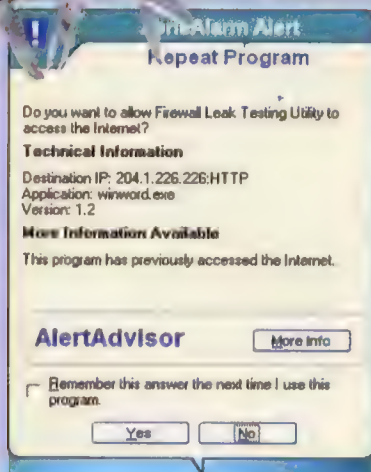 ZoneAlarm Alert
Repeat Program
Do you want to allow Firewall Leak Testing Utility to
access the Internet?
Technical Information
Destination IP: 204.1.226.226:HTTP
Application: winword.exe
Version: 1.2
More Information Available
This program has previously accessed the Internet.
AlertAdvisor
More Info
Remember this answer the next time I use this
program.
Yes
No